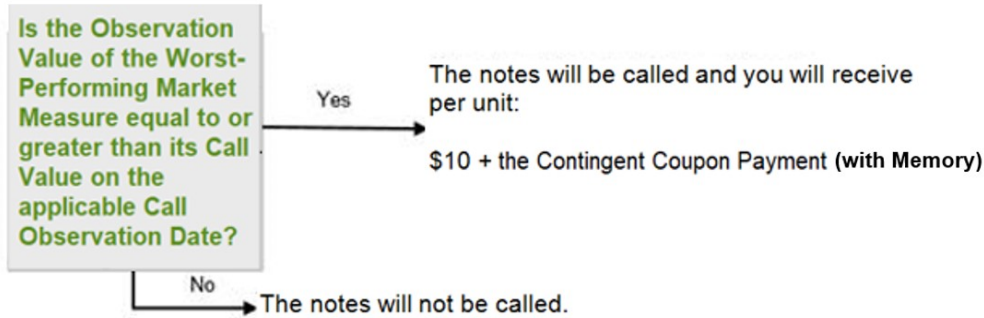 Is the Observation
Value of the Worst-
Performing Market
Measure equal to or
greater than its Call
Value on the
applicable Call
Observation Date?
Yes
The notes will be called and you will receive
per unit:
$10 + the Contingent Coupon Payment (with Memory)
No
The notes will not be called.